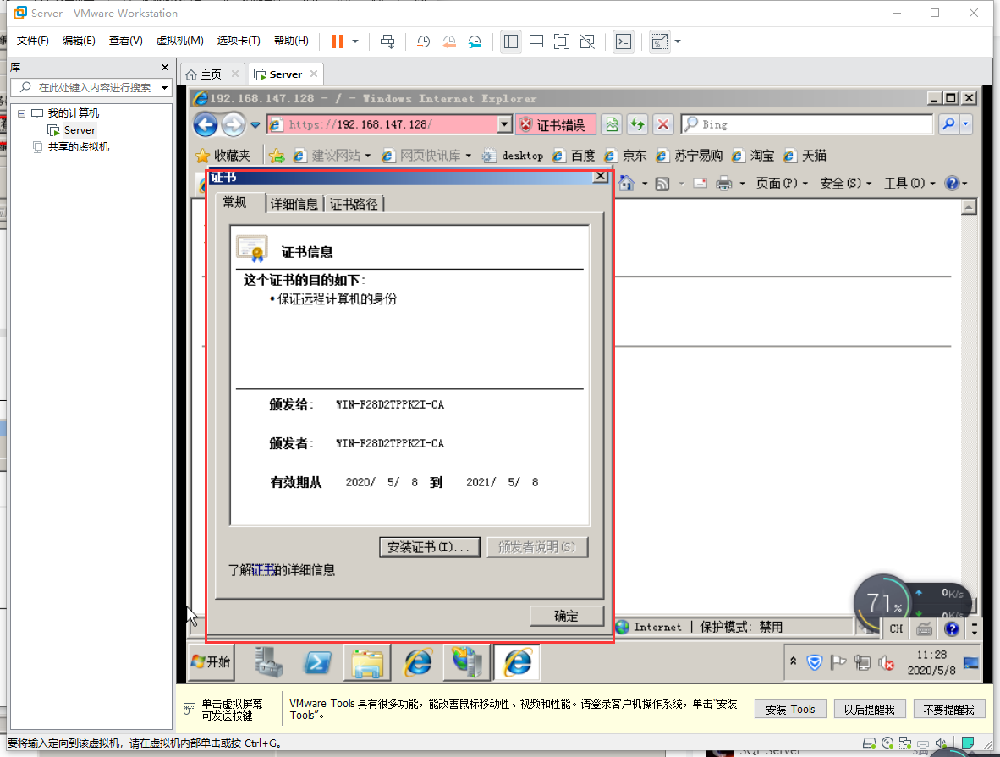 Server - VMware Workstation
文件(F) 编辑(E) 查看(V) 虚拟机(M) 选项卡(T) 帮助(H)
库
在此处键入内容进行搜索
我的计算机
Server
共享的虚拟机
主页
Server
192.168.147.128 - / - Windows Internet Explorer
https://192.168.147.128/
证书错误
Bing
收藏夹 建议网站 网页快讯库 desktop 百度 京东 苏宁易购 淘宝 天猫
页面(P) 安全(S) 工具(O)
证书
常规 详细信息 证书路径
证书信息
这个证书的目的如下:
•保证远程计算机的身份
颁发给: WIN-F28D2TPPK2I-CA
颁发者: WIN-F28D2TPPK2I-CA
有效期从 2020/ 5/ 8 到 2021/ 5/ 8
安装证书(I)... 颁发者说明(S)
了解证书的详细信息
确定
71%
0K/s
0K/s
Internet | 保护模式: 禁用
CH
开始
11:28
2020/5/8
单击虚拟屏幕
可发送按键
VMware Tools 具有很多功能，能改善鼠标移动性、视频和性能。请登录客户机操作系统，单击“安装
Tools”。
安装 Tools 以后提醒我 不要提醒我
要将输入定向到该虚拟机，请在虚拟机内部单击或按 Ctrl+G。